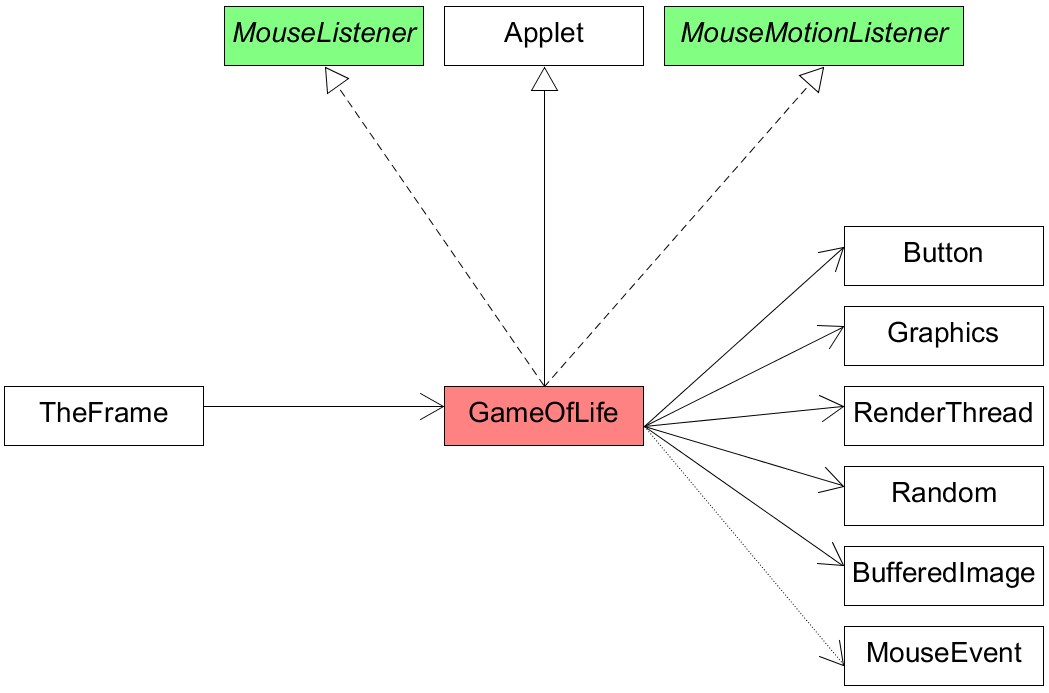 MouseListener
Applet
MouseMotionListener
Button
Graphics
TheFrame
GameOfLife
RenderThread
Random
BufferedImage
MouseEvent